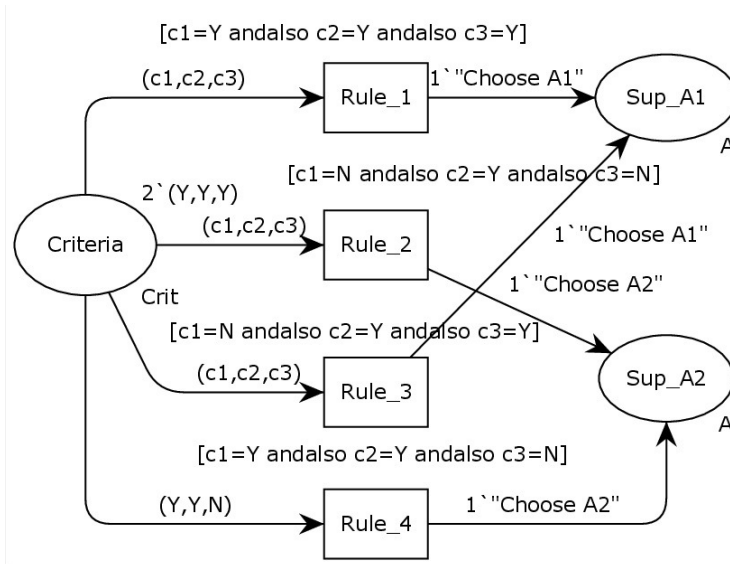 [c1=Y andalso c2=Y andalso c3=Y]
(c1,c2,c3)
Rule_1
1`"Choose A1"
Sup_A1
A
[c1=N andalso c2=Y andalso c3=N]
2`(Y,Y,Y)
Criteria
(c1,c2,c3)
Rule_2
1`"Choose A1"
1`"Choose A2"
Crit
[c1=N andalso c2=Y andalso c3=Y]
(c1,c2,c3)
Rule_3
Sup_A2
A
[c1=Y andalso c2=Y andalso c3=N]
(Y,Y,N)
Rule_4
1`"Choose A2"